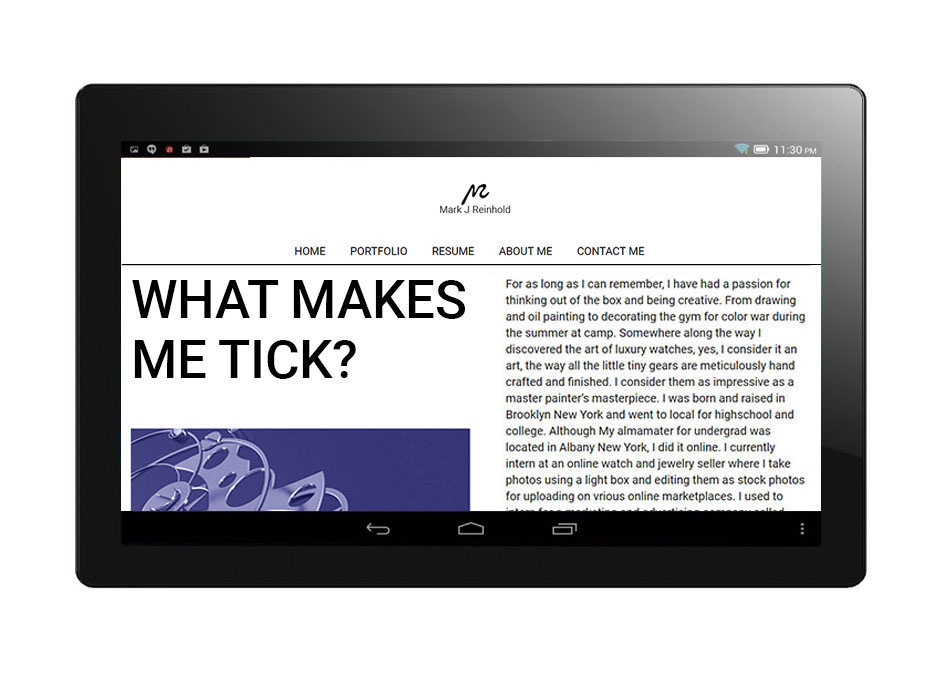 11:30 PM
Mark J Reinhold
HOME PORTFOLIO RESUME ABOUT ME CONTACT ME
WHAT MAKES
ME TICK?
For as long as I can remember, I have had a passion for
thinking out of the box and being creative. From drawing
and oil painting to decorating the gym for color war during
the summer at camp. Somewhere along the way I
discovered the art of luxury watches, yes, I consider it an
art, the way all the little tiny gears are meticulously hand
crafted and finished. I consider them as impressive as a
master painter's masterpiece. I was born and raised in
Brooklyn New York and went to local for highschool and
college. Although My almamater for undergrad was
located in Albany New York, I did it online. I currently
intern at an online watch and jewelry seller where I take
photos using a light box and editing them as stock photos
for uploading on vrious online marketplaces. I used to
intern for a marketing and advertising company called